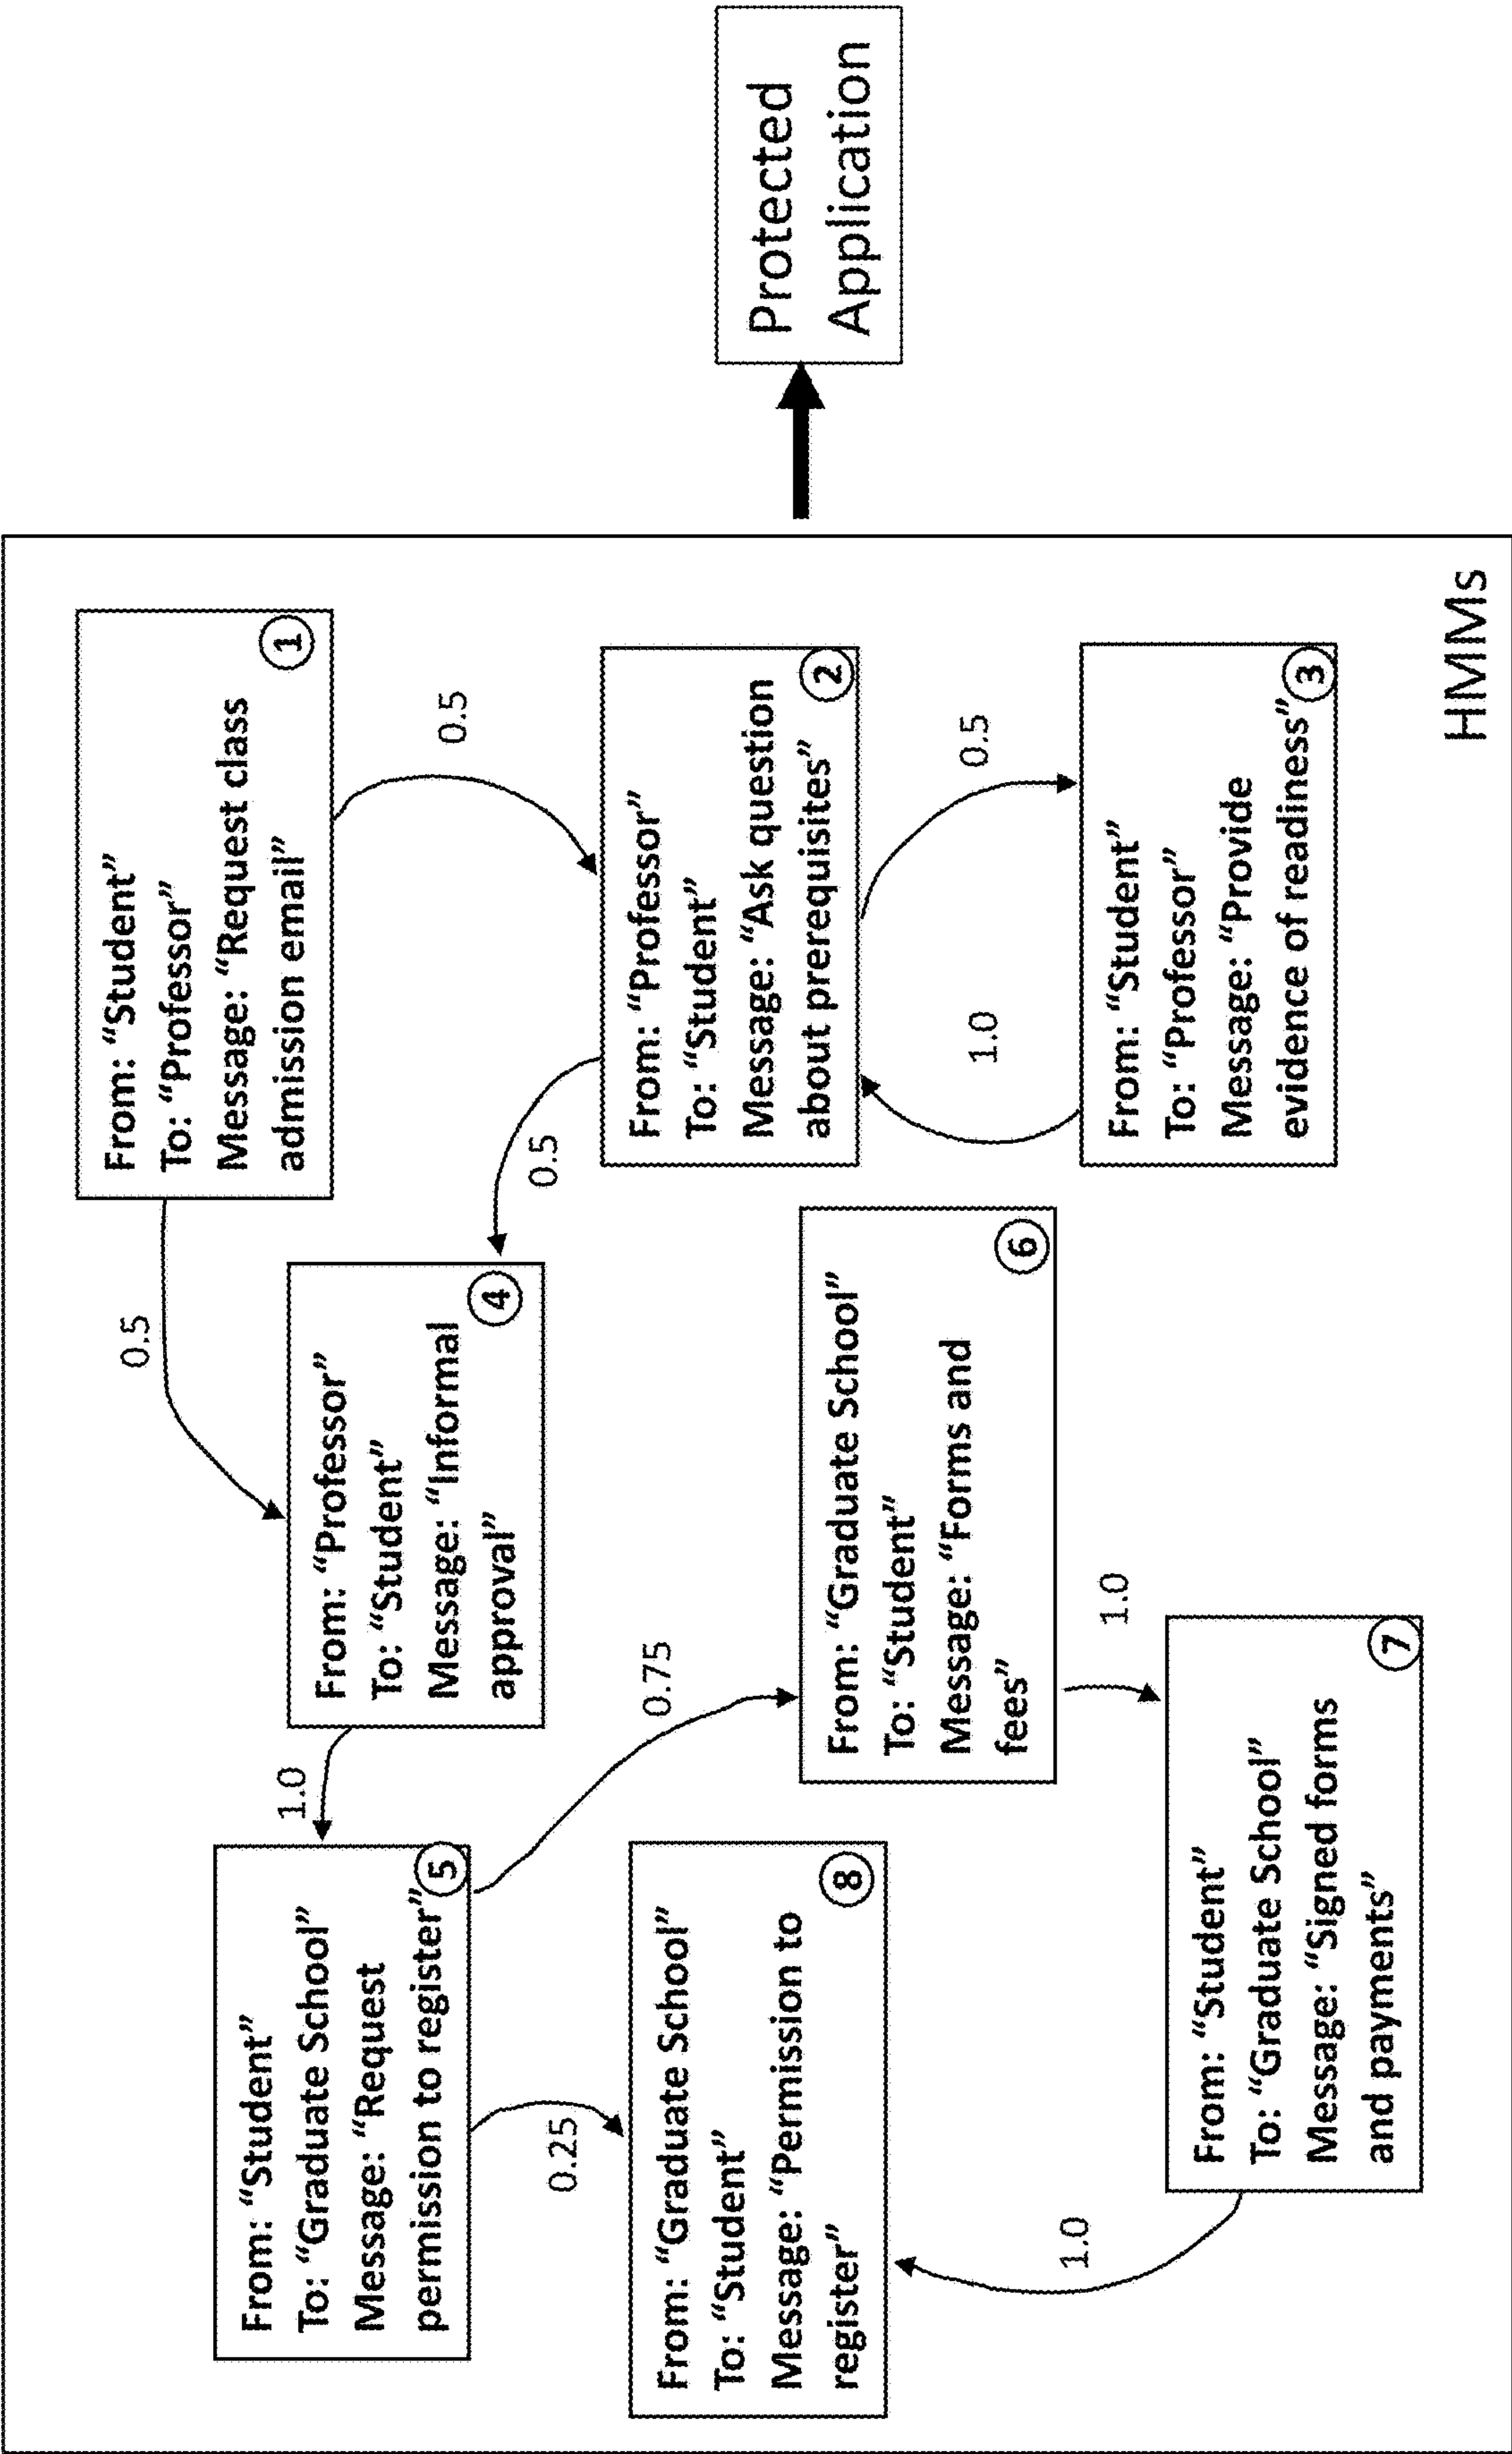 From: “Student”
To: “Professor”
Message: “Request class
admission email”
1
0.5
0.5
From: “Professor”
To: “Student”
Message: “Ask question
about prerequisites”
2
0.5
0.5
1.0
From: “Student”
To: “Professor”
Message: “Provide
evidence of readiness”
3
From: “Professor”
To: “Student”
Message: “Informal
approval”
4
1.0
From: “Student”
To: “Graduate School”
Message: “Request
permission to register”
5
0.75
0.25
From: “Graduate School”
To: “Student”
Message: “Forms and
fees”
6
1.0
From: “Student”
To: “Graduate School”
Message: “Signed forms
and payments”
7
1.0
From: “Graduate School”
To: “Student”
Message: “Permission to
register”
8
HMMs
Protected
Application